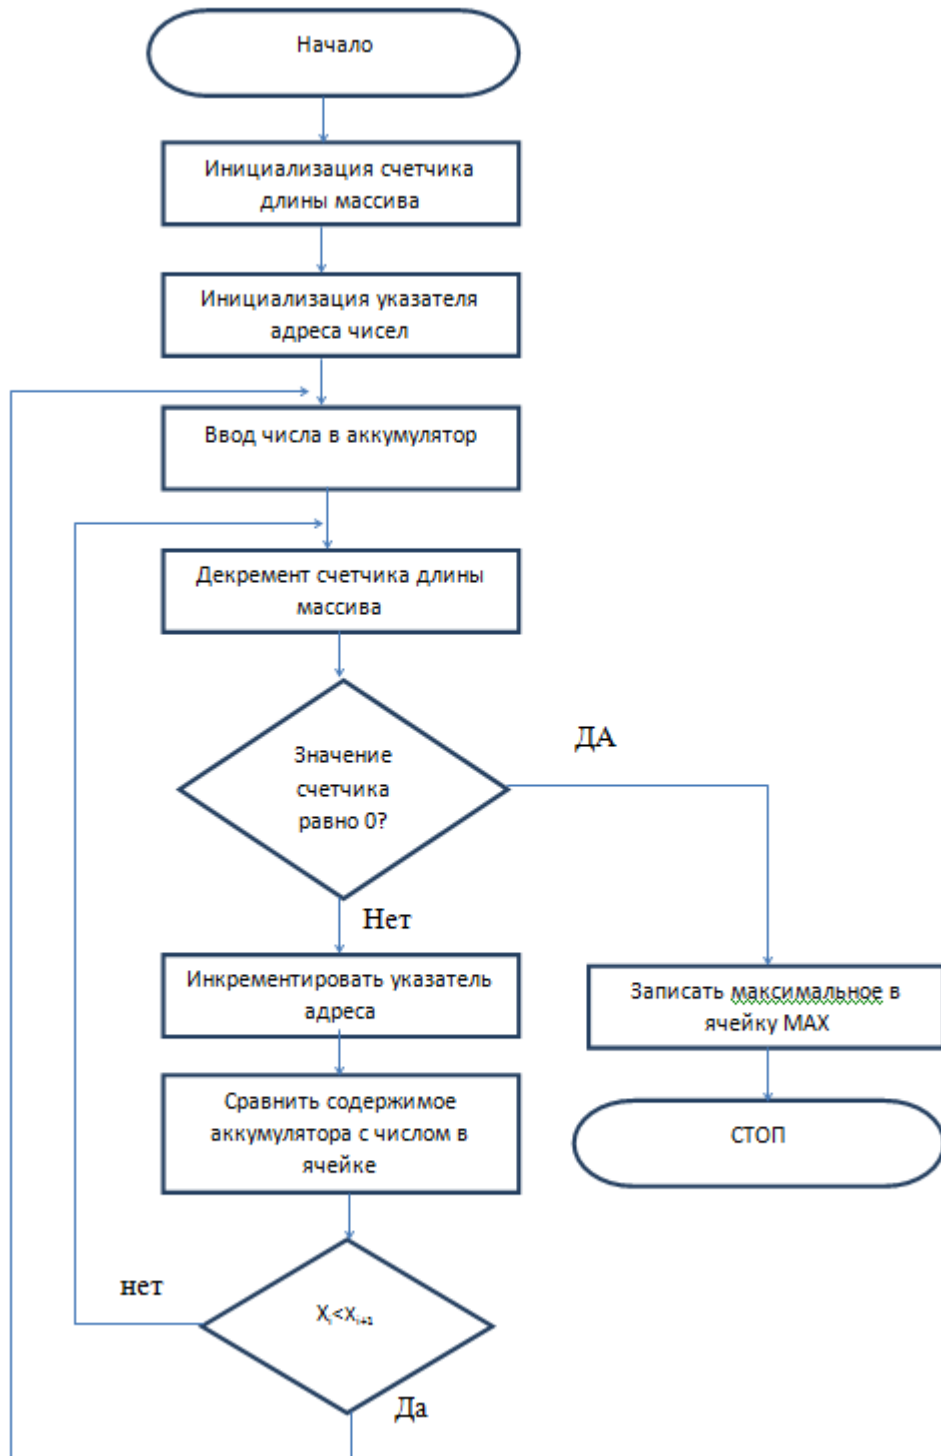 Начало
Инициализация счетчика
длины массива
Инициализация указателя
адреса чисел
Ввод числа в аккумулятор
Декремент счетчика длины
массива
Значение
счетчика
равно 0?
ДА
Нет
Инкрементировать указатель
адреса
Записать максимальное в
ячейку MAX
Сравнить содержимое
аккумулятора с числом в
ячейке
СТОП
нет
Xi<Xi+1
Да